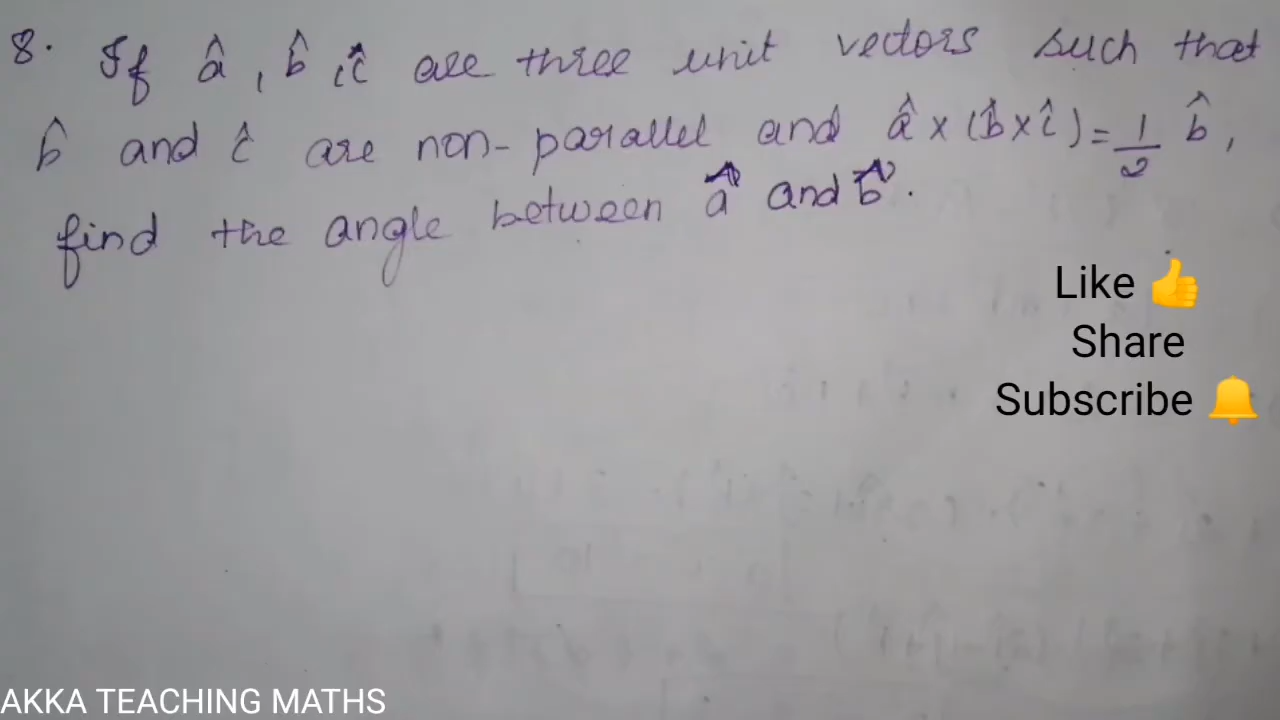 8. If â, b̂, ĉ are three unit vectors such that
b̂ and ĉ are non-parallel and â × (b̂ × ĉ) = 1/2 b̂,
find the angle between a⃗ and b⃗.
Like 👍
Share
Subscribe 🔔
AKKA TEACHING MATHS